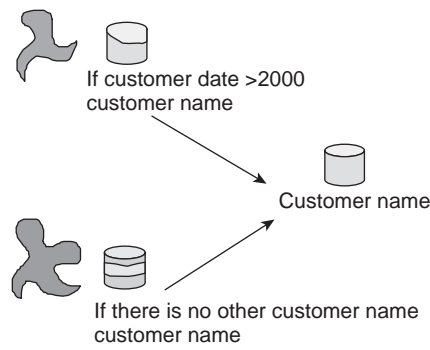 If customer date >2000
customer name
Customer name
If there is no other customer name
customer name